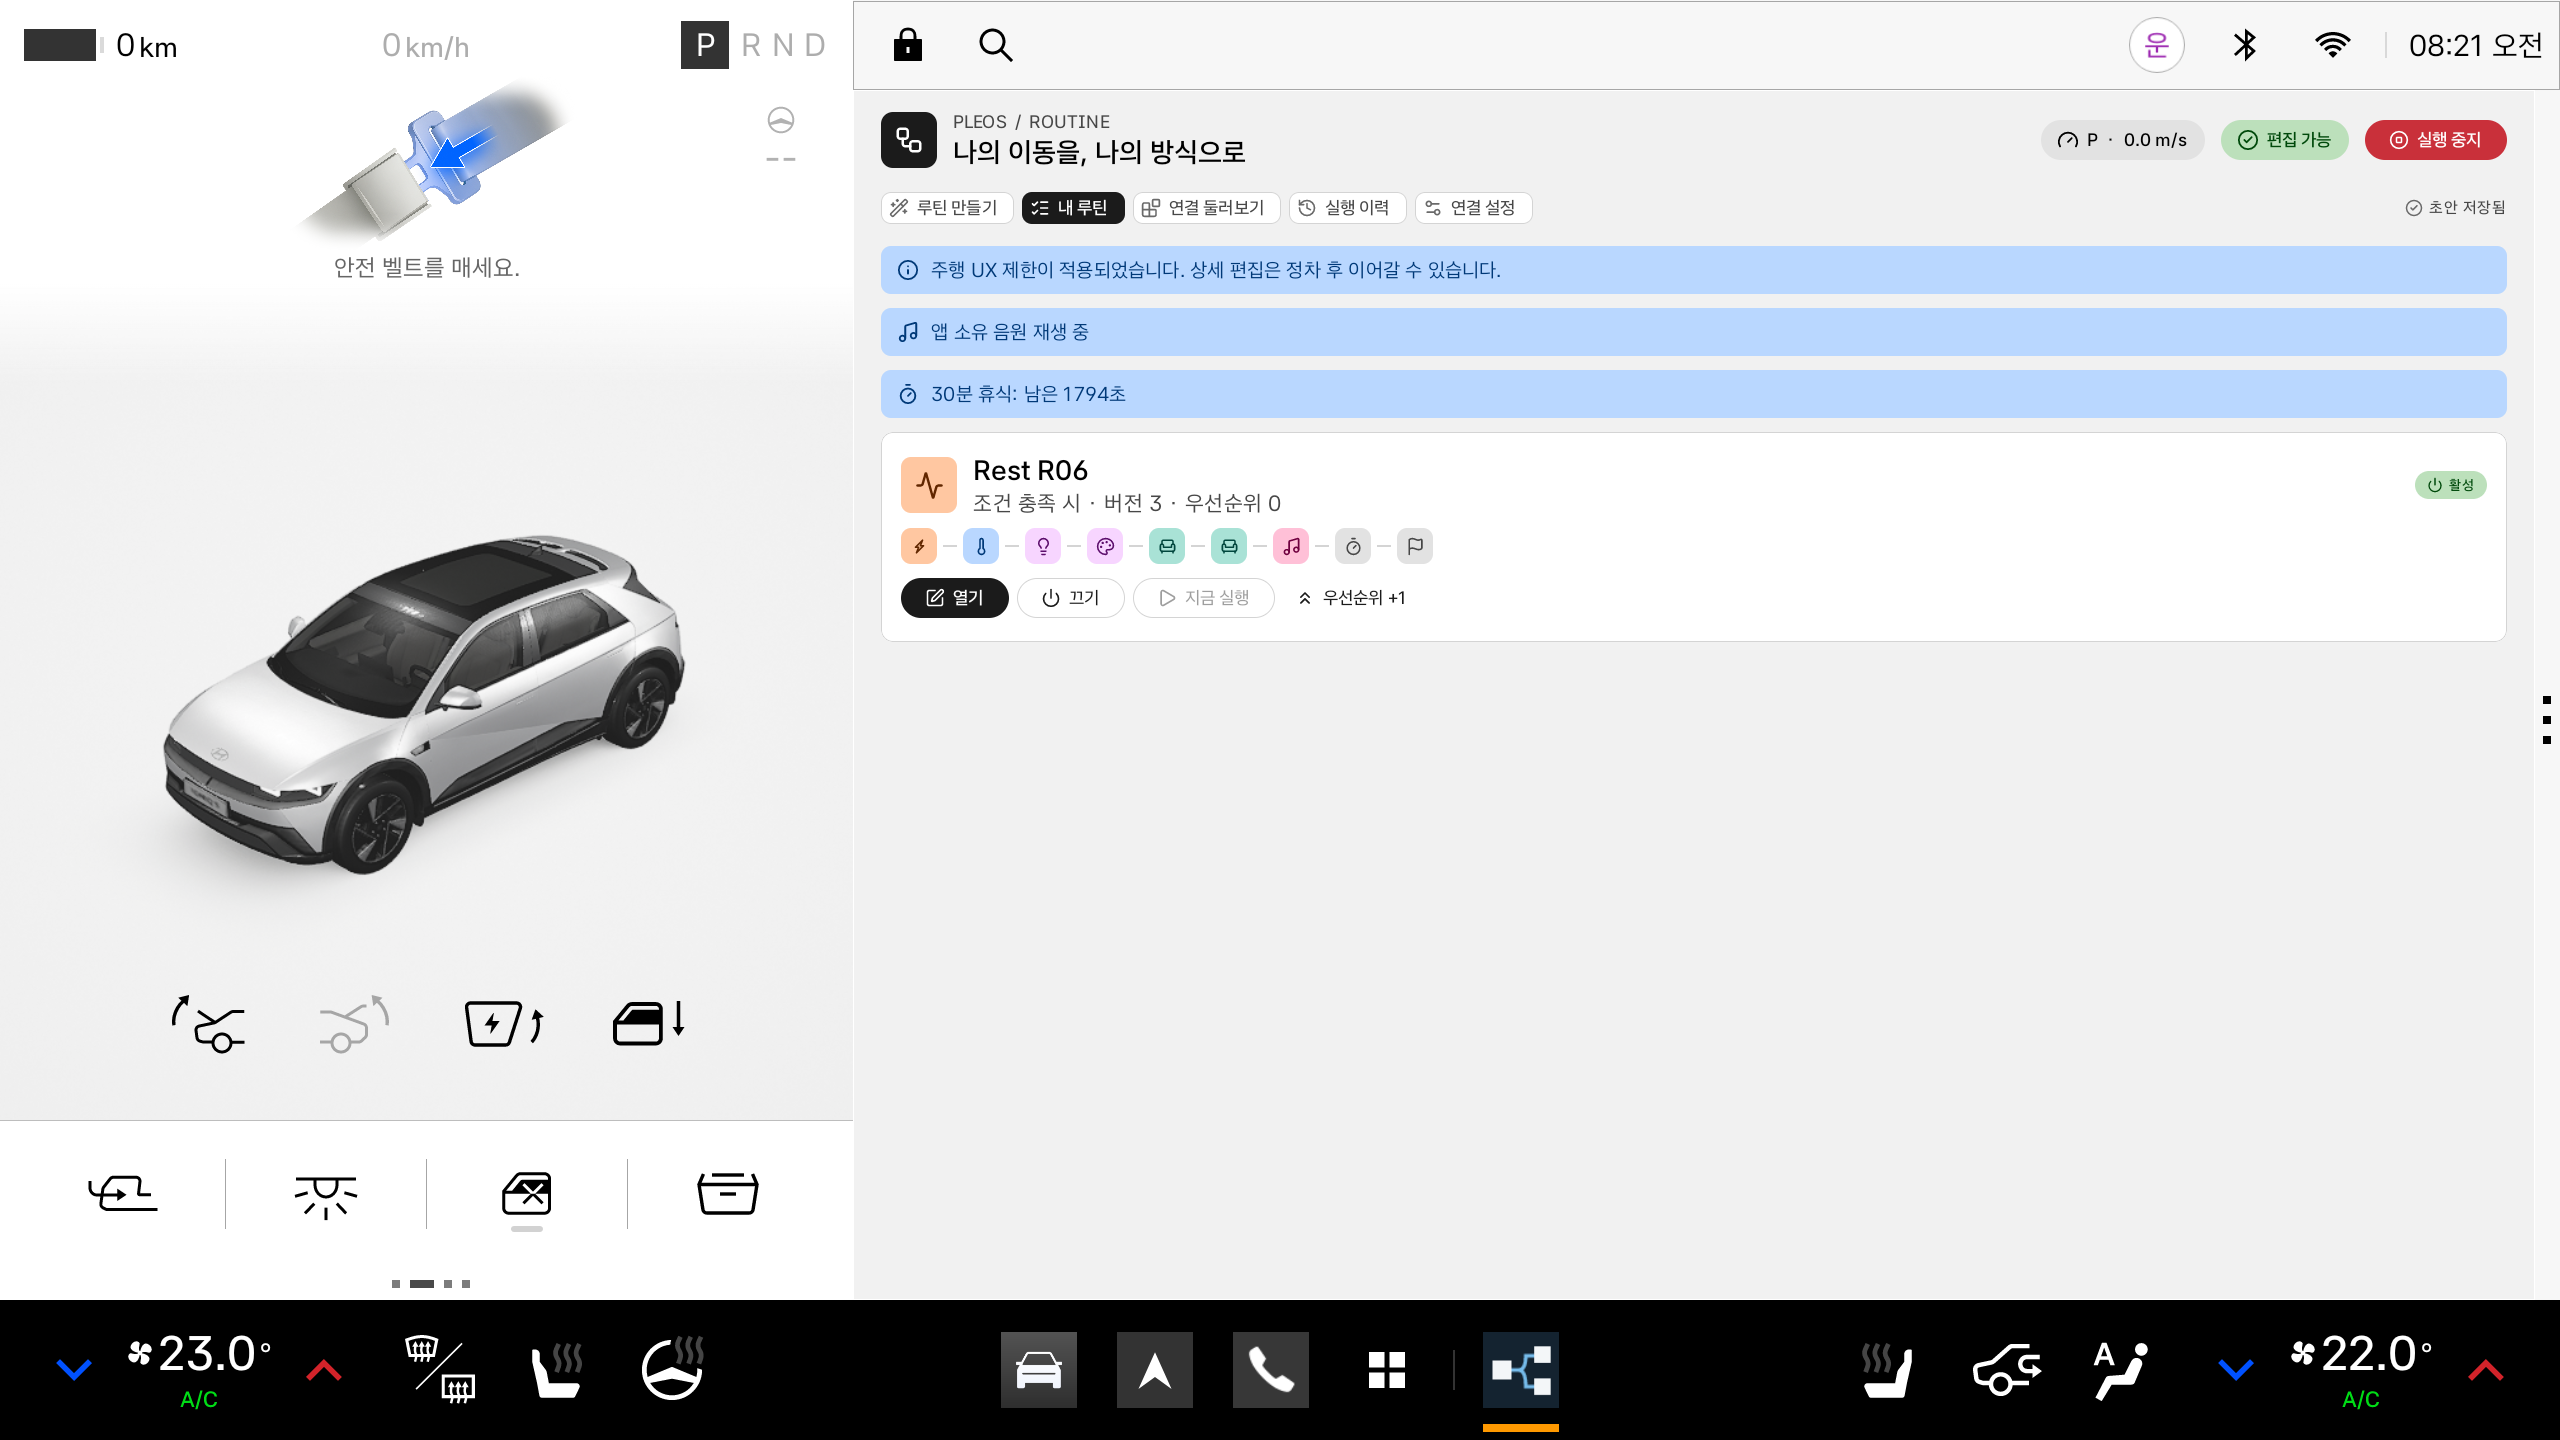 0 km
0 km/h
P R N D
운
08:21 오전
안전 벨트를 매세요.
PLEOS / ROUTINE
나의 이동을, 나의 방식으로
P · 0.0 m/s
편집 가능
실행 중지
루틴 만들기
내 루틴
연결 둘러보기
실행 이력
연결 설정
초안 저장됨
주행 UX 제한이 적용되었습니다. 상세 편집은 정차 후 이어갈 수 있습니다.
앱 소유 음원 재생 중
30분 휴식: 남은 1794초
Rest R06
조건 충족 시 · 버전 3 · 우선순위 0
활성
열기
끄기
지금 실행
우선순위 +1
23.0°
A/C
A
22.0°
A/C